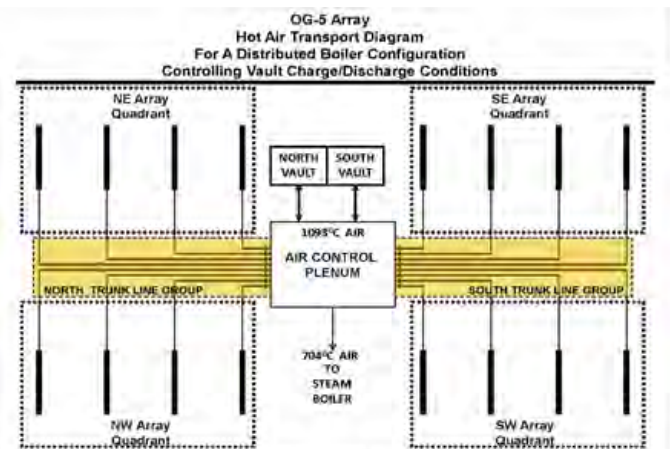 OG-5 Array
Hot Air Transport Diagram
For A Distributed Boiler Configuration
Controlling Vault Charge/Discharge Conditions
NE Array
Quadrant
SE Array
Quadrant
NORTH
VAULT
SOUTH
VAULT
1093°C AIR
AIR CONTROL
PLENUM
NORTH TRUNK LINE GROUP
SOUTH TRUNK LINE GROUP
704°C AIR
TO
STEAM
BOILER
NW Array
Quadrant
SW Array
Quadrant